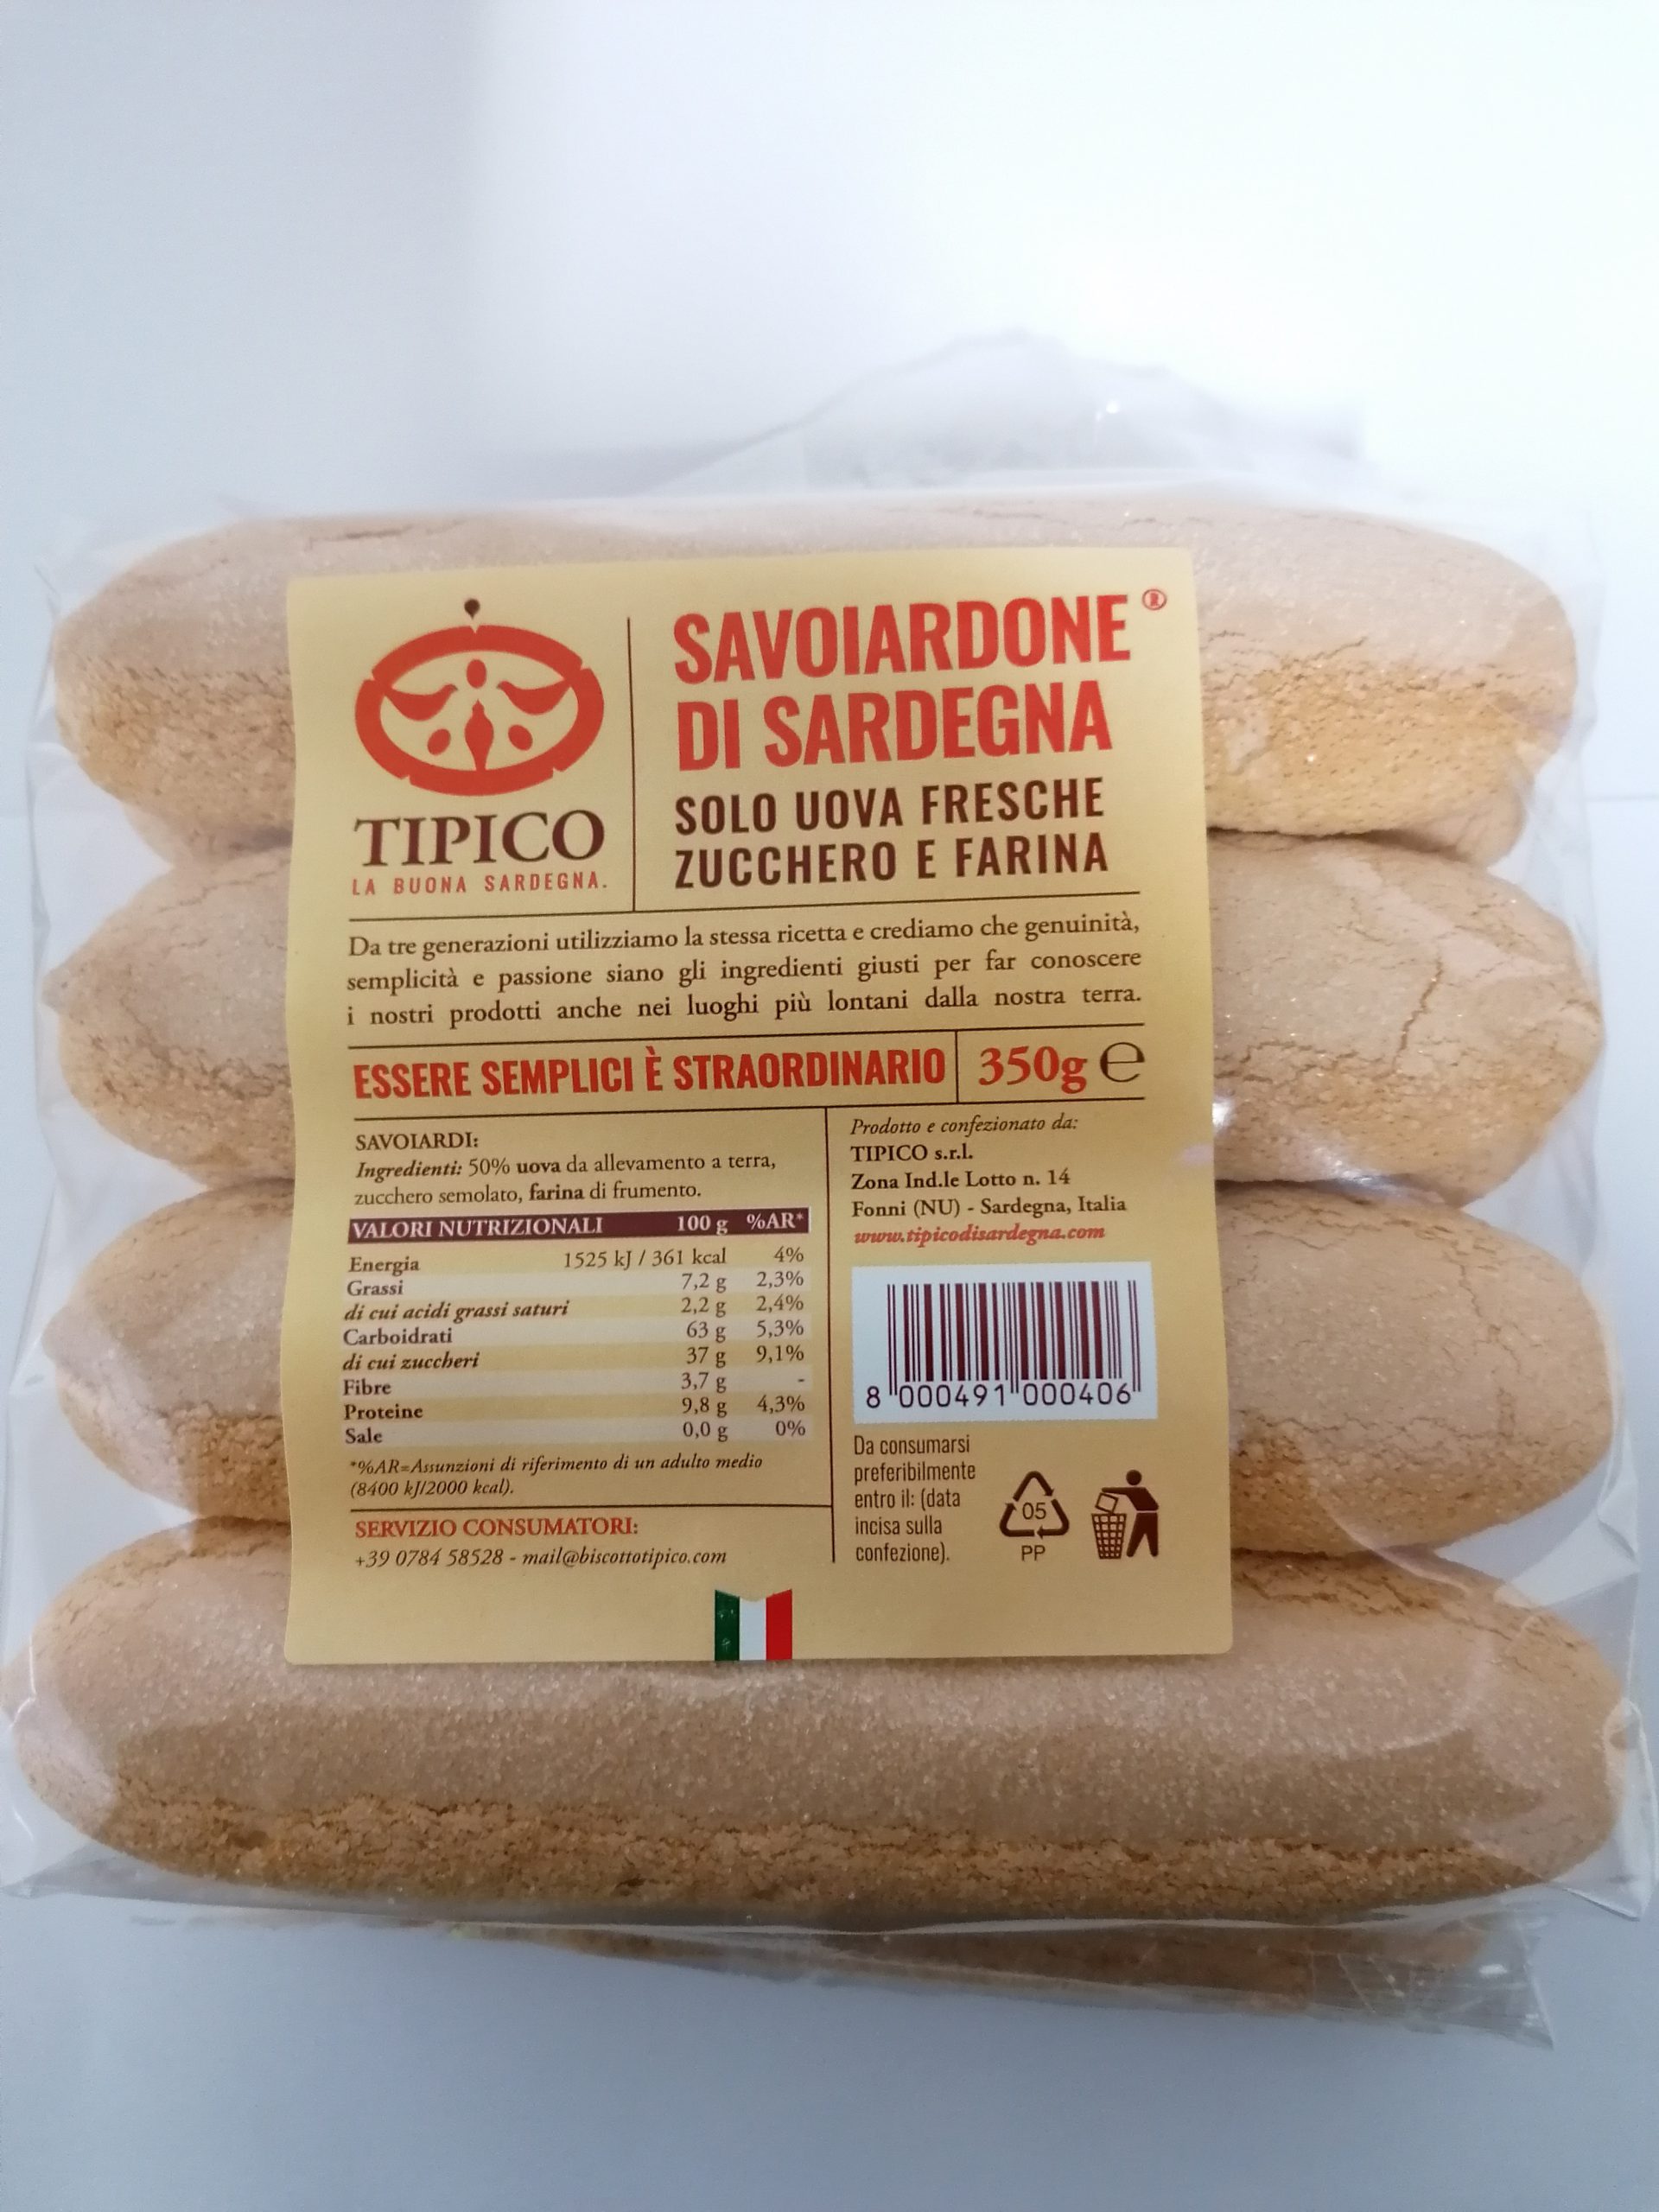 SAVOIARDONE®
DI SARDEGNA
SOLO UOVA FRESCHE
ZUCCHERO E FARINA
TIPICO
LA BUONA SARDEGNA.
Da tre generazioni utilizziamo la stessa ricetta e crediamo che genuinità,
semplicità e passione siano gli ingredienti giusti per far conoscere
i nostri prodotti anche nei luoghi più lontani dalla nostra terra.
ESSERE SEMPLICI È STRAORDINARIO
350g ℮
SAVOIARDI:
Ingredienti: 50% uova da allevamento a terra,
zucchero semolato, farina di frumento.
VALORI NUTRIZIONALI 100 g %AR*
Energia 1525 kJ / 361 kcal 4%
Grassi 7,2 g 2,3%
di cui acidi grassi saturi 2,2 g 2,4%
Carboidrati 63 g 5,3%
di cui zuccheri 37 g 9,1%
Fibre 3,7 g -
Proteine 9,8 g 4,3%
Sale 0,0 g 0%
*%AR=Assunzioni di riferimento di un adulto medio
(8400 kJ/2000 kcal).
SERVIZIO CONSUMATORI:
+39 0784 58528 - mail@biscottotipico.com
Prodotto e confezionato da:
TIPICO s.r.l.
Zona Ind.le Lotto n. 14
Fonni (NU) - Sardegna, Italia
www.tipicodisardegna.com
8 000491 000406
Da consumarsi
preferibilmente
entro il: (data
incisa sulla
confezione).
05
PP